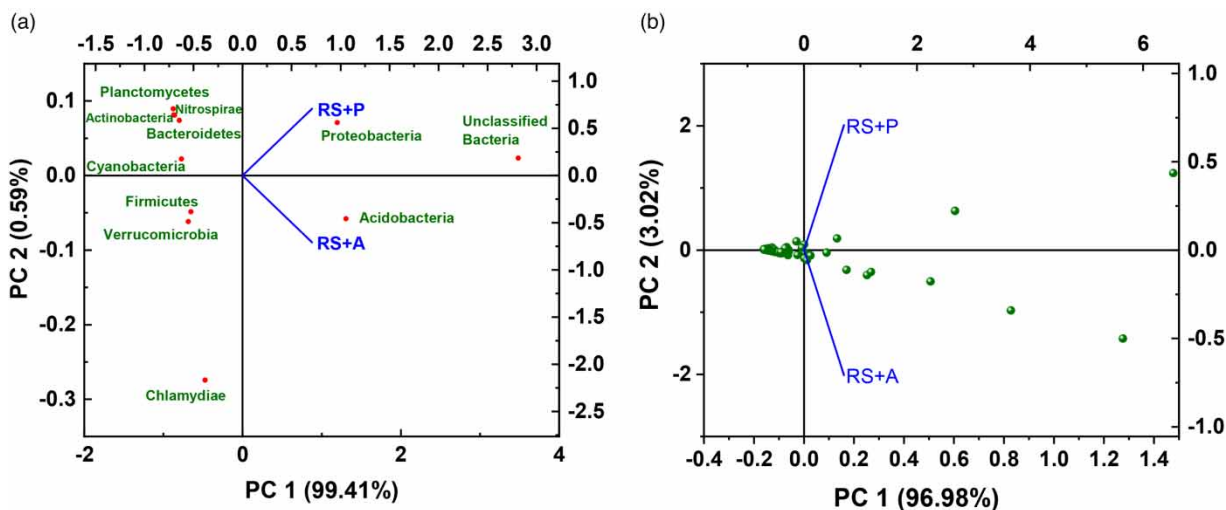 (a)
-1.5 -1.0 -0.5 0.0 0.5 1.0 1.5 2.0 2.5 3.0
0.1
0.0
-0.1
-0.2
-0.3
PC 2 (0.59%)
Planctomycetes
Nitrospirae
Actinobacteria
Bacteroidetes
Cyanobacteria
Firmicutes
Verrucomicrobia
Chlamydiae
RS+P
Proteobacteria
Unclassified
Bacteria
Acidobacteria
RS+A
1.0
0.5
0.0
-0.5
-1.0
-1.5
-2.0
-2.5
-2 0 2 4
PC 1 (99.41%)
(b)
0 2 4 6
2
0
-2
PC 2 (3.02%)
RS+P
RS+A
1.0
0.5
0.0
-0.5
-1.0
-0.4 -0.2 0.0 0.2 0.4 0.6 0.8 1.0 1.2 1.4
PC 1 (96.98%)